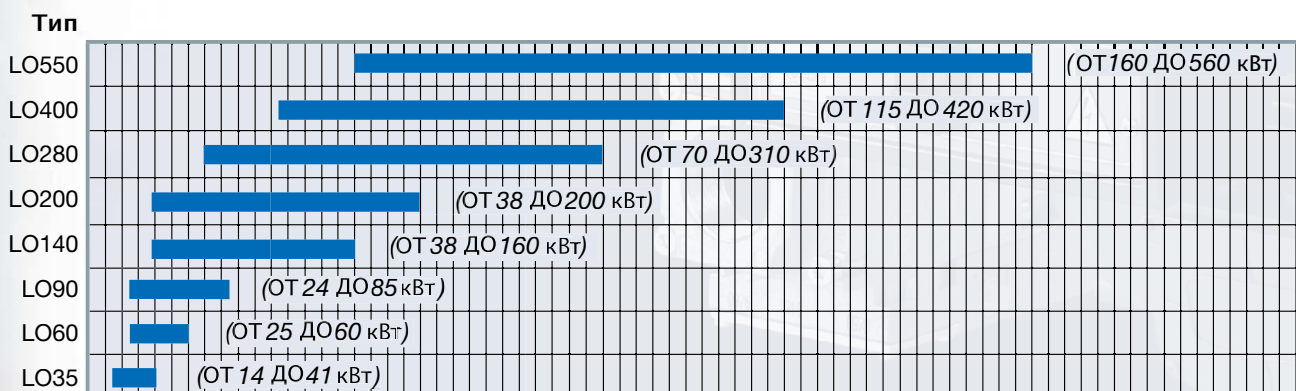 Тип
LO550 (ОТ 160 ДО 560 кВт)
LO400 (ОТ 115 ДО 420 кВт)
LO280 (ОТ 70 ДО 310 кВт)
LO200 (ОТ 38 ДО 200 кВт)
LO140 (ОТ 38 ДО 160 кВт)
LO90 (ОТ 24 ДО 85 кВт)
LO60 (ОТ 25 ДО 60 кВт)
LO35 (ОТ 14 ДО 41 кВт)